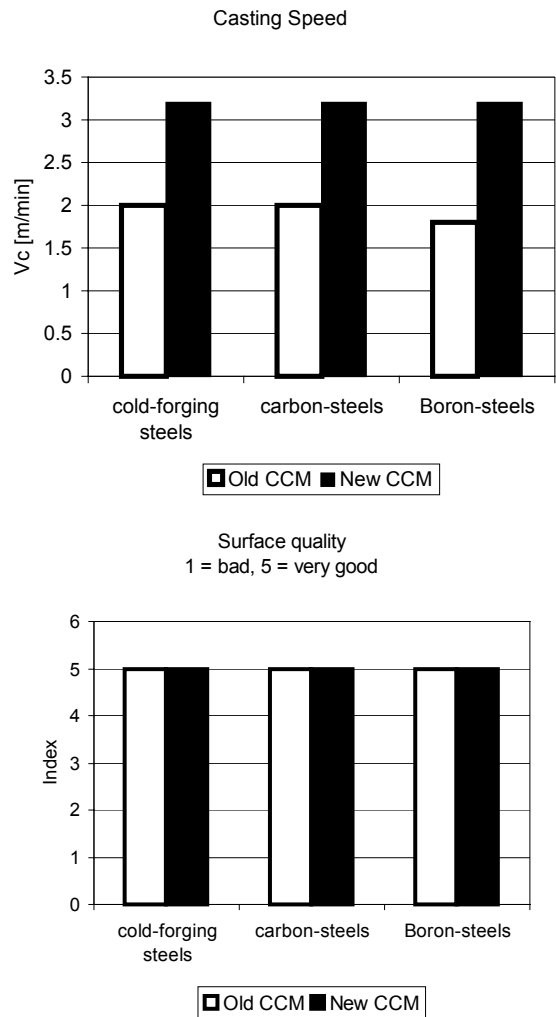 Casting Speed
3.5
3
2.5
2
1.5
1
0.5
0
Vc [m/min]
cold-forging
steels
carbon-steels
Boron-steels
Old CCM
New CCM
Surface quality
1 = bad, 5 = very good
6
5
4
3
2
1
0
Index
cold-forging
steels
carbon-steels
Boron-steels
Old CCM
New CCM